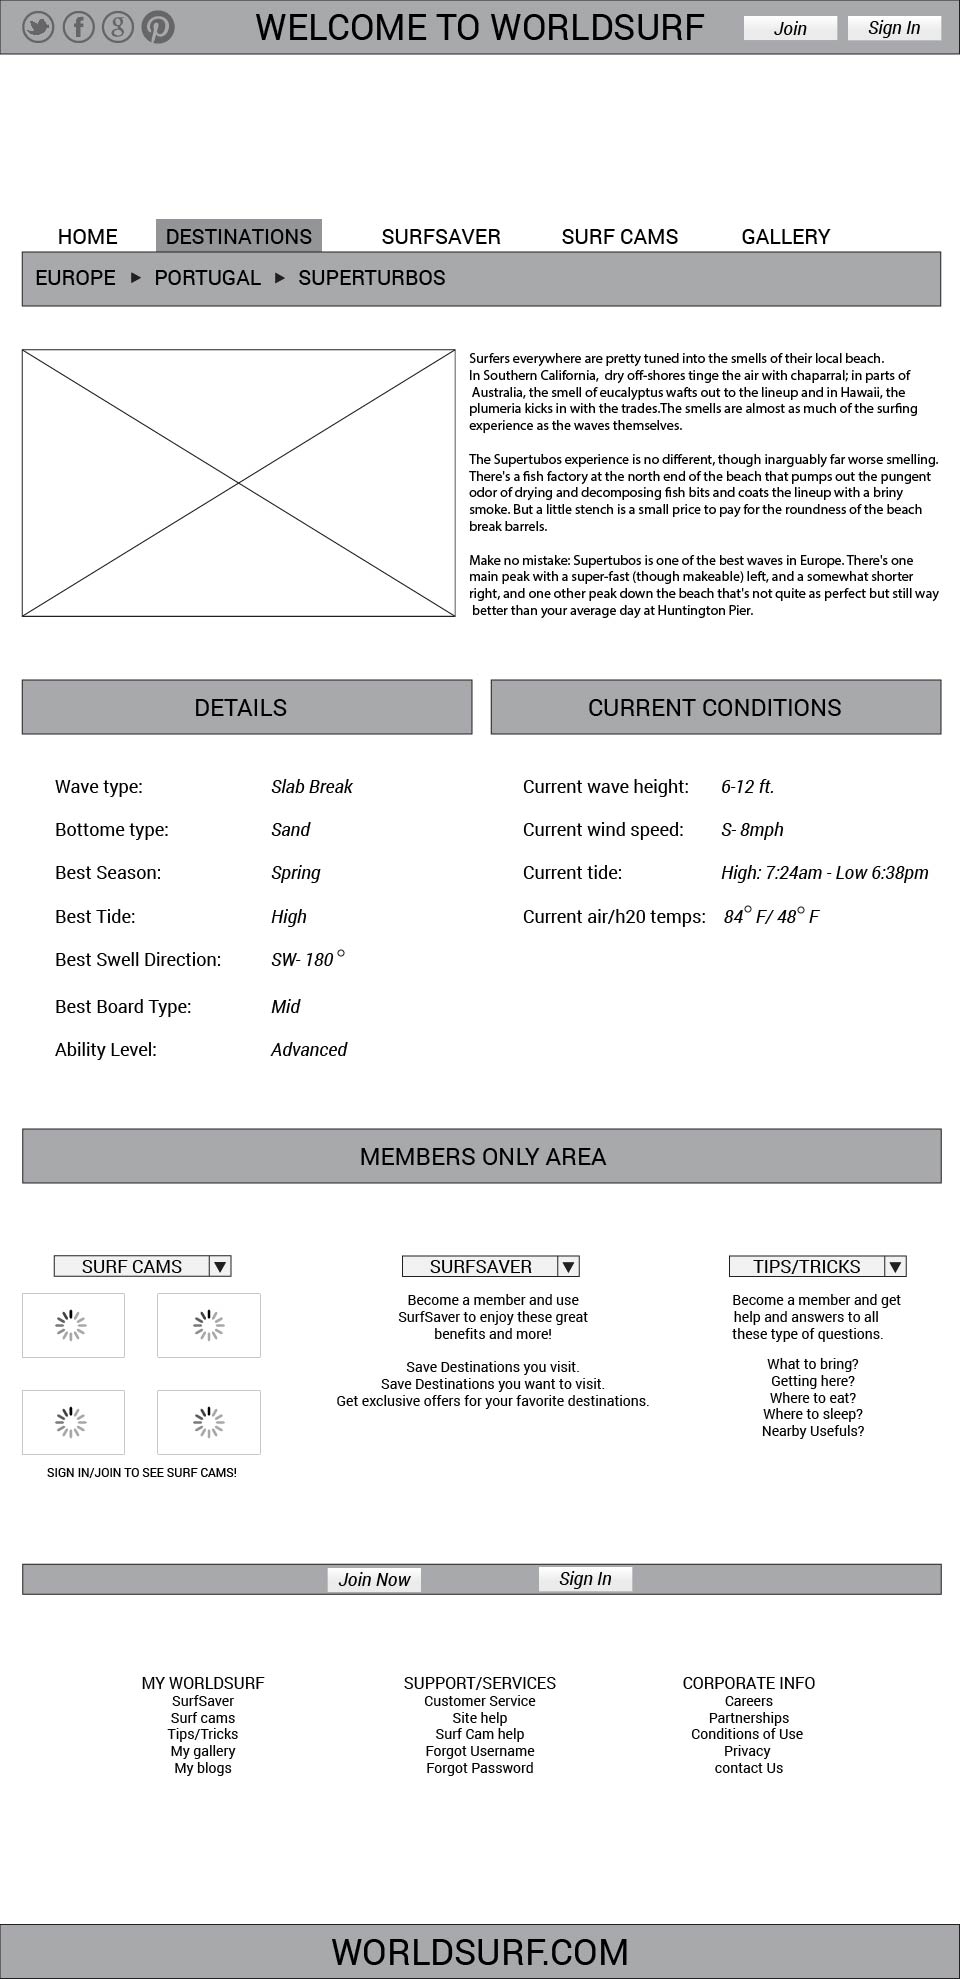 WELCOME TO WORLDSURF
Join
Sign In
HOME
DESTINATIONS
SURFSAVER
SURF CAMS
GALLERY
EUROPE ▶ PORTUGAL ▶ SUPERTURBOS
Surfers everywhere are pretty tuned into the smells of their local beach.
In Southern California, dry off-shores tinge the air with chaparral; in parts of
Australia, the smell of eucalyptus wafts out to the lineup and in Hawaii, the
plumeria kicks in with the trades.The smells are almost as much of the surfing
experience as the waves themselves.
The Supertubos experience is no different, though inarguably far worse smelling.
There's a fish factory at the north end of the beach that pumps out the pungent
odor of drying and decomposing fish bits and coats the lineup with a briny
smoke. But a little stench is a small price to pay for the roundness of the beach
break barrels.
Make no mistake: Supertubos is one of the best waves in Europe. There's one
main peak with a super-fast (though makeable) left, and a somewhat shorter
right, and one other peak down the beach that's not quite as perfect but still way
better than your average day at Huntington Pier.
DETAILS
Wave type: Slab Break
Bottome type: Sand
Best Season: Spring
Best Tide: High
Best Swell Direction: SW- 180°
Best Board Type: Mid
Ability Level: Advanced
CURRENT CONDITIONS
Current wave height: 6-12 ft.
Current wind speed: S- 8mph
Current tide: High: 7:24am - Low 6:38pm
Current air/h20 temps: 84° F/ 48° F
MEMBERS ONLY AREA
SURF CAMS
SIGN IN/JOIN TO SEE SURF CAMS!
SURFSAVER
Become a member and use
SurfSaver to enjoy these great
benefits and more!
Save Destinations you visit.
Save Destinations you want to visit.
Get exclusive offers for your favorite destinations.
TIPS/TRICKS
Become a member and get
help and answers to all
these type of questions.
What to bring?
Getting here?
Where to eat?
Where to sleep?
Nearby Usefuls?
Join Now
Sign In
MY WORLDSURF
SurfSaver
Surf cams
Tips/Tricks
My gallery
My blogs
SUPPORT/SERVICES
Customer Service
Site help
Surf Cam help
Forgot Username
Forgot Password
CORPORATE INFO
Careers
Partnerships
Conditions of Use
Privacy
contact Us
WORLDSURF.COM